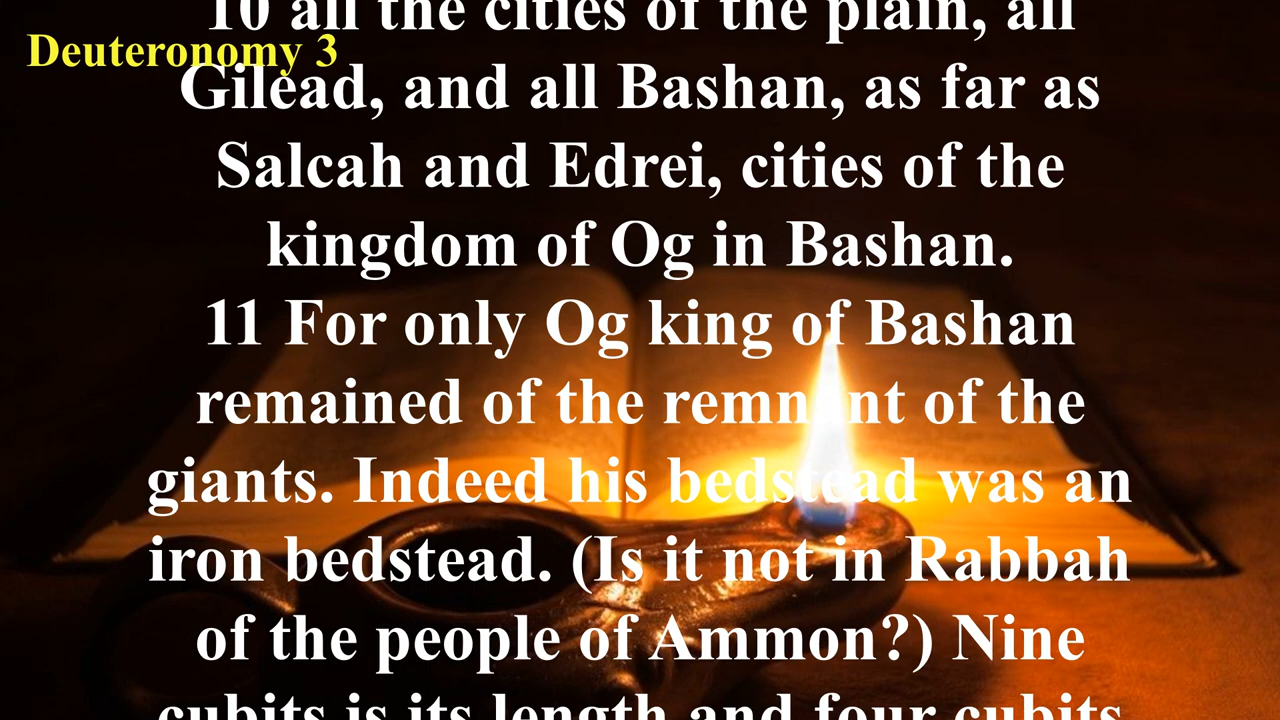 10 all the cities of the plain, all
Deuteronomy 3
Gilead, and all Bashan, as far as
Salcah and Edrei, cities of the
kingdom of Og in Bashan.
11 For only Og king of Bashan
remained of the remnant of the
giants. Indeed his bedstead was an
iron bedstead. (Is it not in Rabbah
of the people of Ammon?) Nine
cubits is its length and four cubits